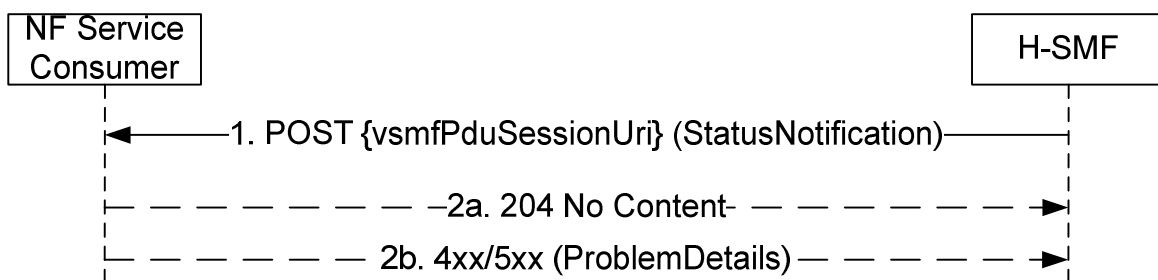 NF Service
Consumer
H-SMF
1. POST {vsmfPduSessionUri} (StatusNotification)
2a. 204 No Content
2b. 4xx/5xx (ProblemDetails)